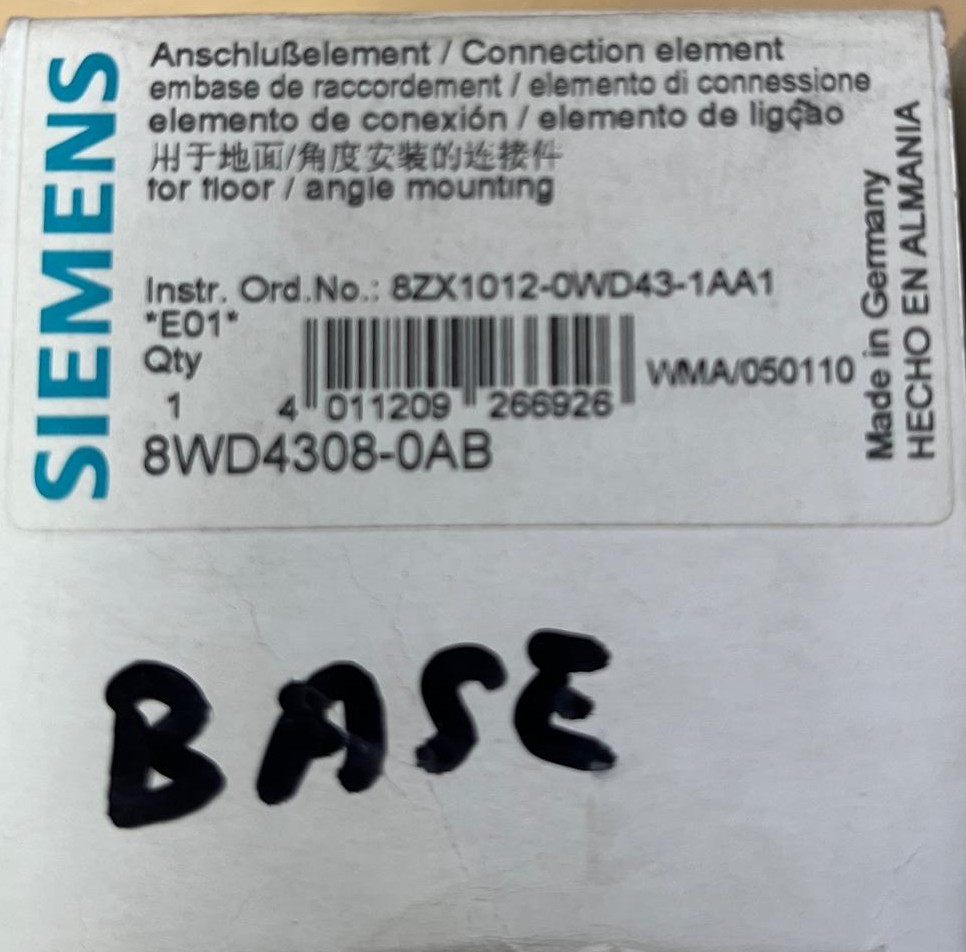 SIEMENS
Anschlußelement / Connection element
embase de raccordement / elemento di connessione
elemento de conexión / elemento de ligçao
用于地面/角度安装的连接件
for floor / angle mounting
Instr. Ord.No.: 8ZX1012-0WD43-1AA1
*E01*
Qty
1
4 011209 266926
WMA/050110
8WD4308-0AB
Made in Germany
HECHO EN ALMANIA
BASE